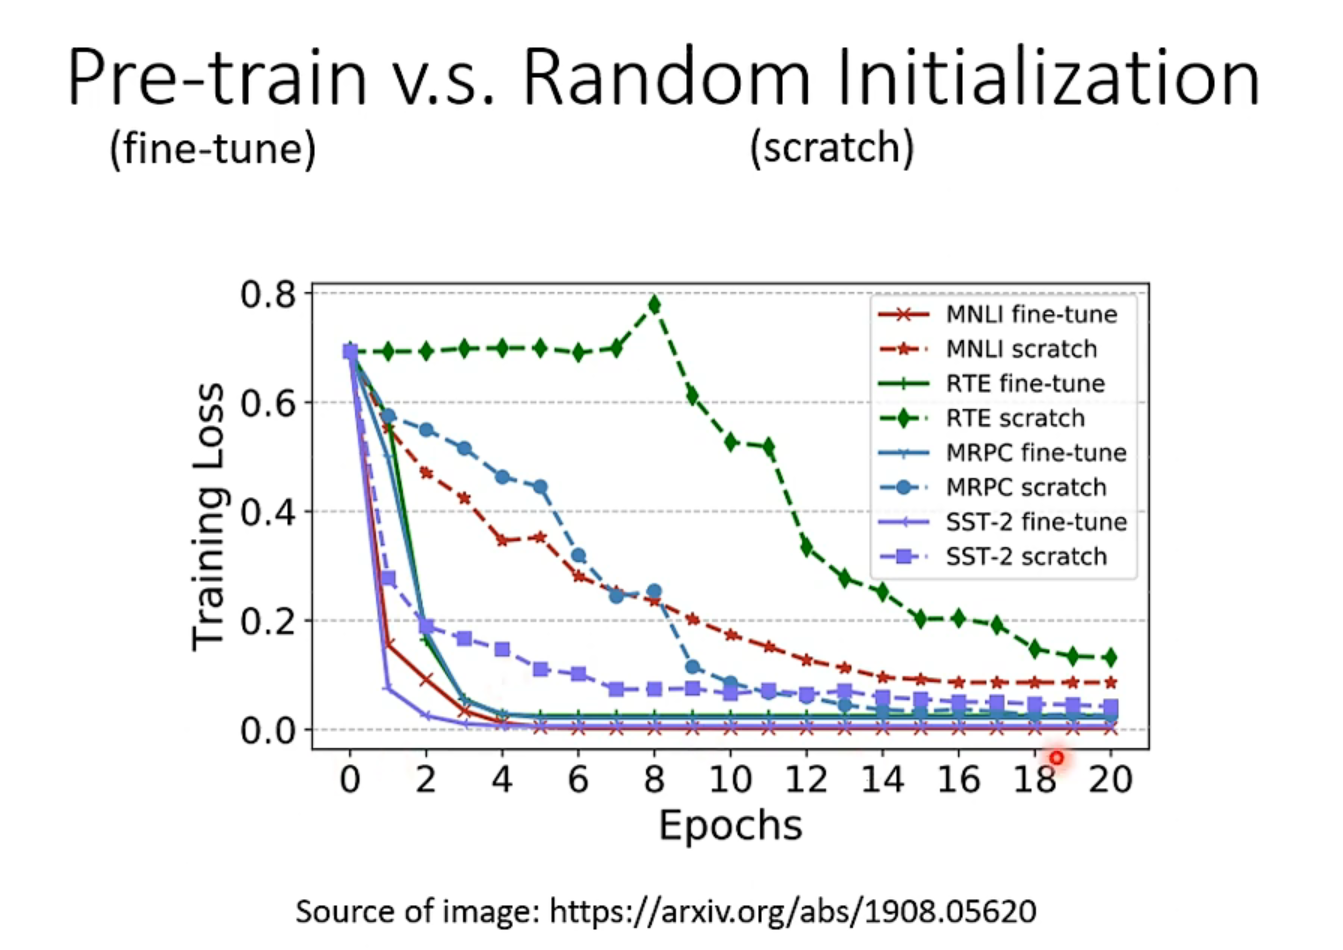 Pre-train v.s. Random Initialization
(fine-tune)
(scratch)
0.8
0.6
0.4
0.2
0.0
Training Loss
MNLI fine-tune
MNLI scratch
RTE fine-tune
RTE scratch
MRPC fine-tune
MRPC scratch
SST-2 fine-tune
SST-2 scratch
0 2 4 6 8 10 12 14 16 18 20
Epochs
Source of image: https://arxiv.org/abs/1908.05620